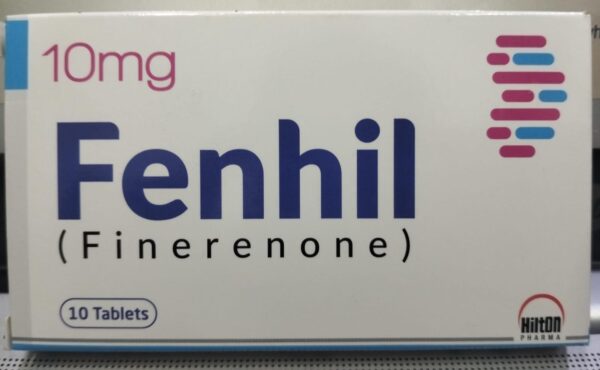 10mg
Fenhil
(Finerenone)
10 Tablets
HiltOn
PHARMA